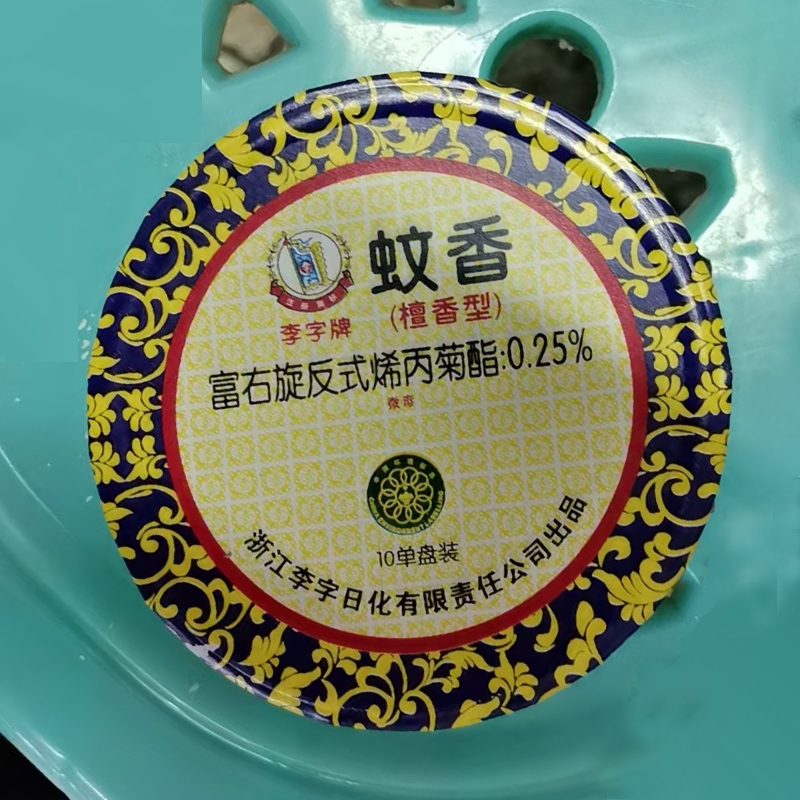 蚊香
李字牌
(檀香型)
富右旋反式烯丙菊酯:0.25%
微毒
10单盘装
浙江李字日化有限责任公司出品